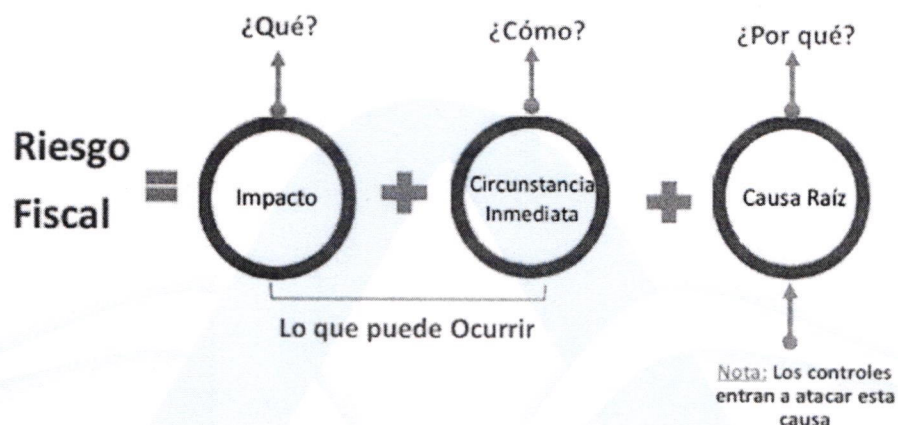 ¿Qué?
¿Cómo?
¿Por qué?
Riesgo
Fiscal
=
Impacto
+
Circunstancia
Inmediata
+
Causa Raíz
Lo que puede Ocurrir
Nota: Los controles
entran a atacar esta
causa